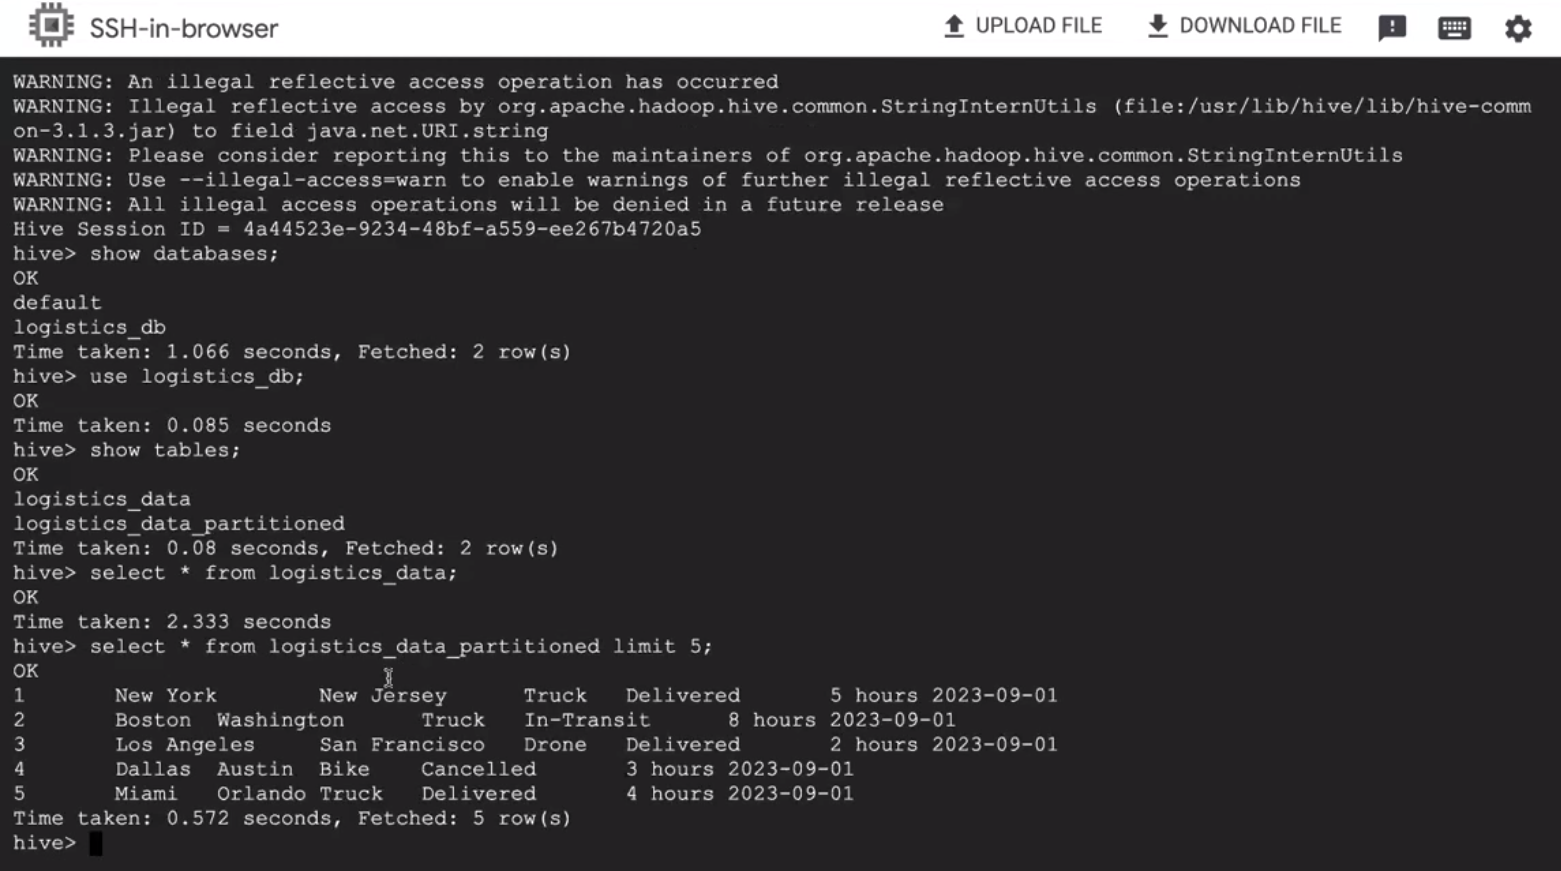 SSH-in-browser UPLOAD FILE DOWNLOAD FILE
WARNING: An illegal reflective access operation has occurred
WARNING: Illegal reflective access by org.apache.hadoop.hive.common.StringInternUtils (file:/usr/lib/hive/lib/hive-comm
on-3.1.3.jar) to field java.net.URI.string
WARNING: Please consider reporting this to the maintainers of org.apache.hadoop.hive.common.StringInternUtils
WARNING: Use --illegal-access=warn to enable warnings of further illegal reflective access operations
WARNING: All illegal access operations will be denied in a future release
Hive Session ID = 4a44523e-9234-48bf-a559-ee267b4720a5
hive> show databases;
OK
default
logistics_db
Time taken: 1.066 seconds, Fetched: 2 row(s)
hive> use logistics_db;
OK
Time taken: 0.085 seconds
hive> show tables;
OK
logistics_data
logistics_data_partitioned
Time taken: 0.08 seconds, Fetched: 2 row(s)
hive> select * from logistics_data;
OK
Time taken: 2.333 seconds
hive> select * from logistics_data_partitioned limit 5;
OK
1 New York New Jersey Truck Delivered 5 hours 2023-09-01
2 Boston Washington Truck In-Transit 8 hours 2023-09-01
3 Los Angeles San Francisco Drone Delivered 2 hours 2023-09-01
4 Dallas Austin Bike Cancelled 3 hours 2023-09-01
5 Miami Orlando Truck Delivered 4 hours 2023-09-01
Time taken: 0.572 seconds, Fetched: 5 row(s)
hive>